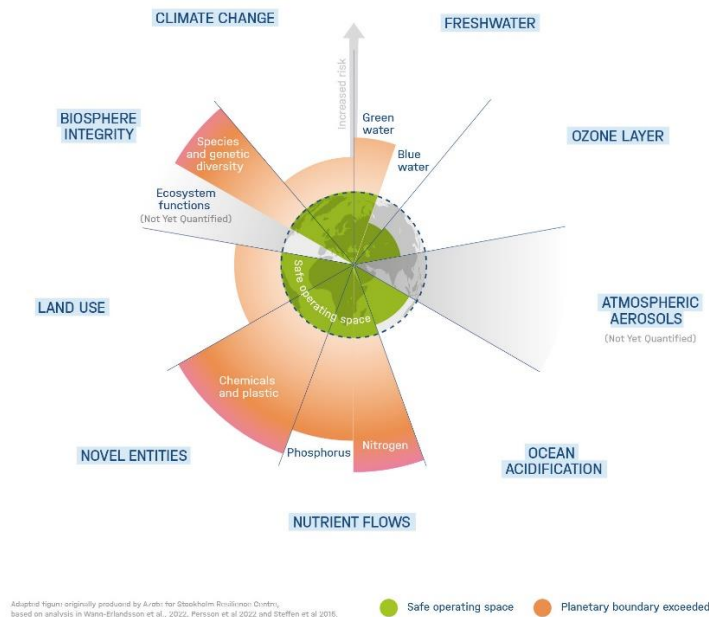 CLIMATE CHANGE
FRESHWATER
Increased risk
Green
water
Blue
water
OZONE LAYER
BIOSPHERE
INTEGRITY
Species
and genetic
diversity
Ecosystem
functions
(Not Yet Quantified)
Safe operating space
LAND USE
ATMOSPHERIC
AEROSOLS
(Not Yet Quantified)
Chemicals
and plastic
NOVEL ENTITIES
Phosphorus
Nitrogen
OCEAN
ACIDIFICATION
NUTRIENT FLOWS
Adapted figure originally produced by Azote for Stockholm Resilience Centre,
based on analysis in Wang-Erlandsson et al., 2022, Persson et al 2022 and Steffen et al
Safe operating space
Planetary boundary exceeded